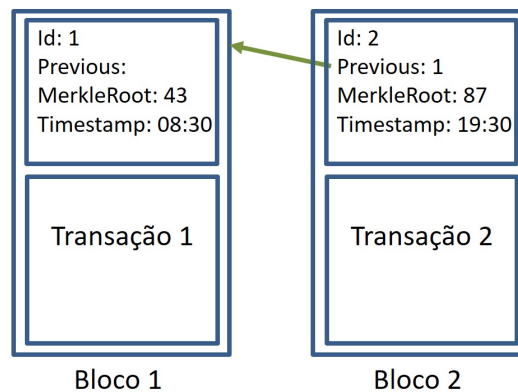 Id: 1
Previous:
MerkleRoot: 43
Timestamp: 08:30
Transação 1
Bloco 1
Id: 2
Previous: 1
MerkleRoot: 87
Timestamp: 19:30
Transação 2
Bloco 2